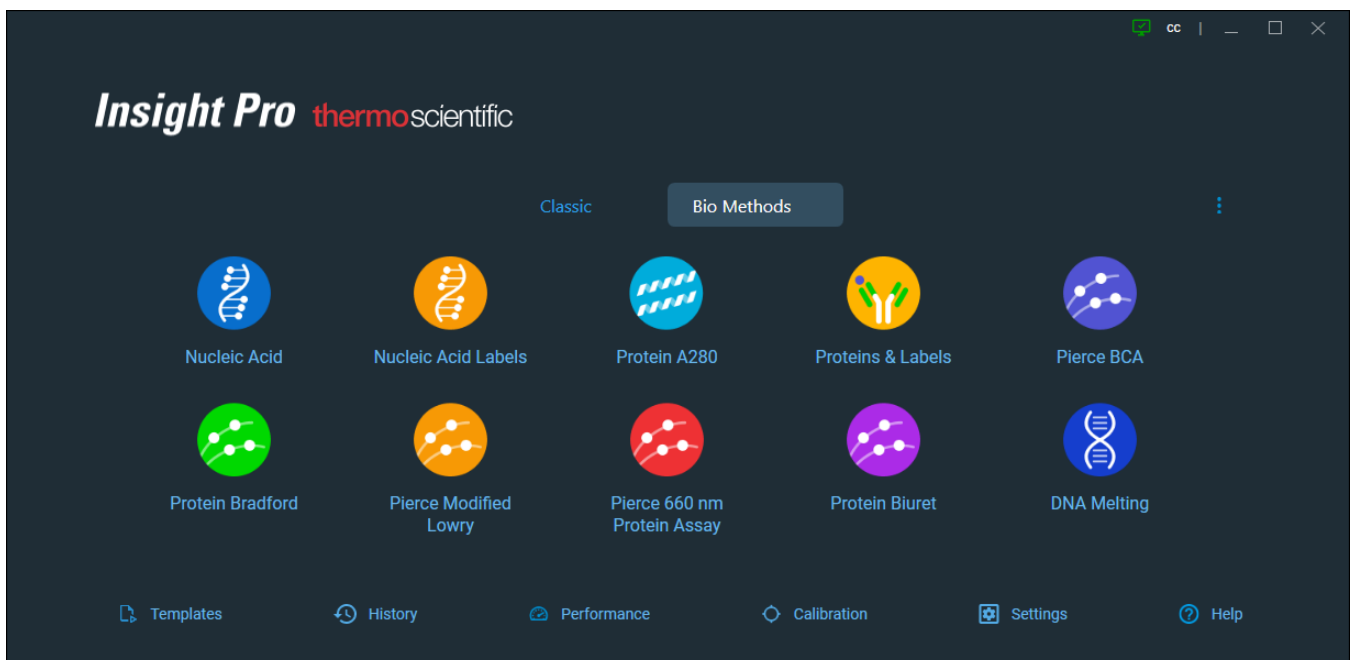 cc |
Insight Pro thermoscientific
Classic
Bio Methods
Nucleic Acid
Nucleic Acid Labels
Protein A280
Proteins & Labels
Pierce BCA
Protein Bradford
Pierce Modified
Lowry
Pierce 660 nm
Protein Assay
Protein Biuret
DNA Melting
Templates
History
Performance
Calibration
Settings
Help